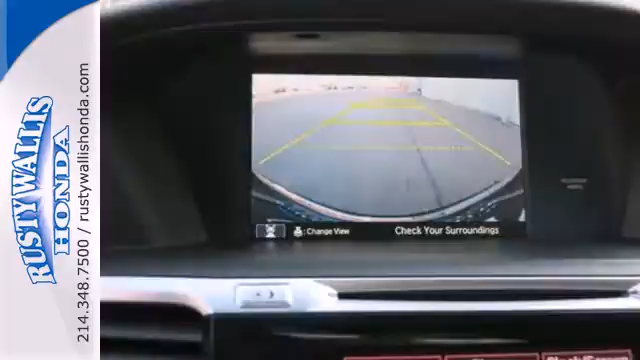 RUSTY WALLIS
HONDA
214.348.7500 / rustywallishonda.com
: Change View
Check Your Surroundings